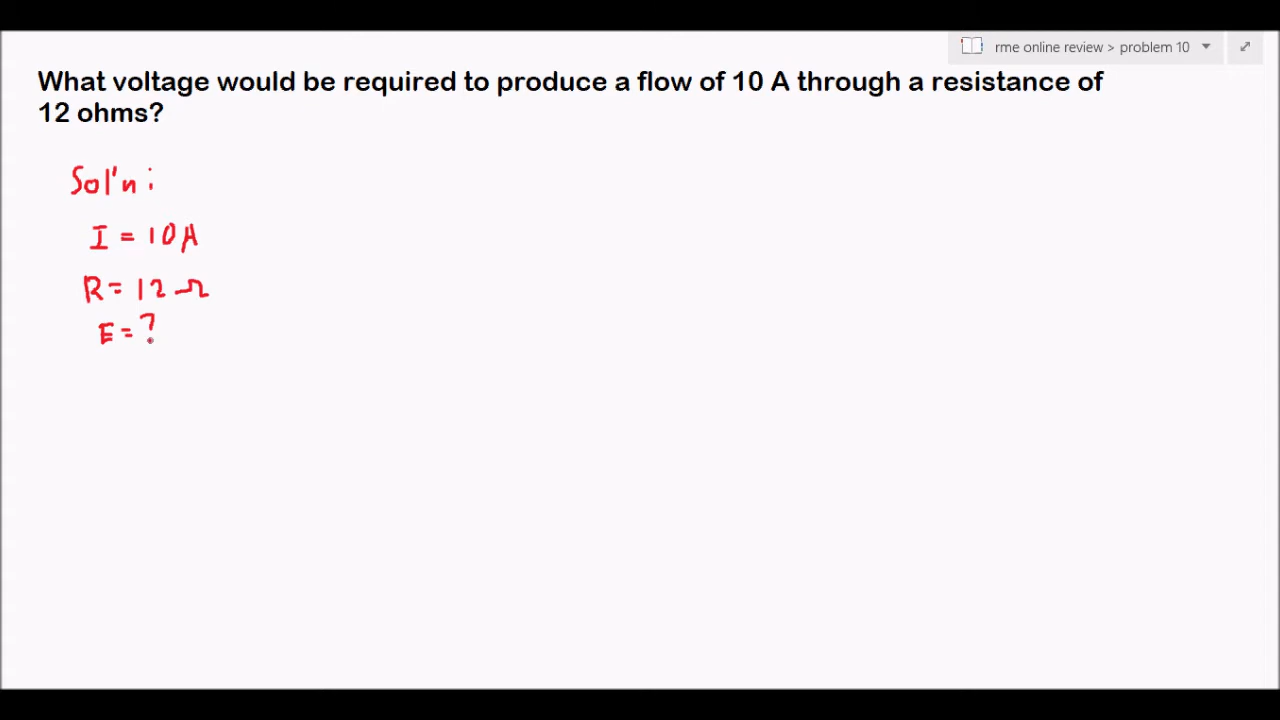 rme online review > problem 10
What voltage would be required to produce a flow of 10 A through a resistance of
12 ohms?
Sol'n :
I = 10 A
R = 12 Ω
E = ?